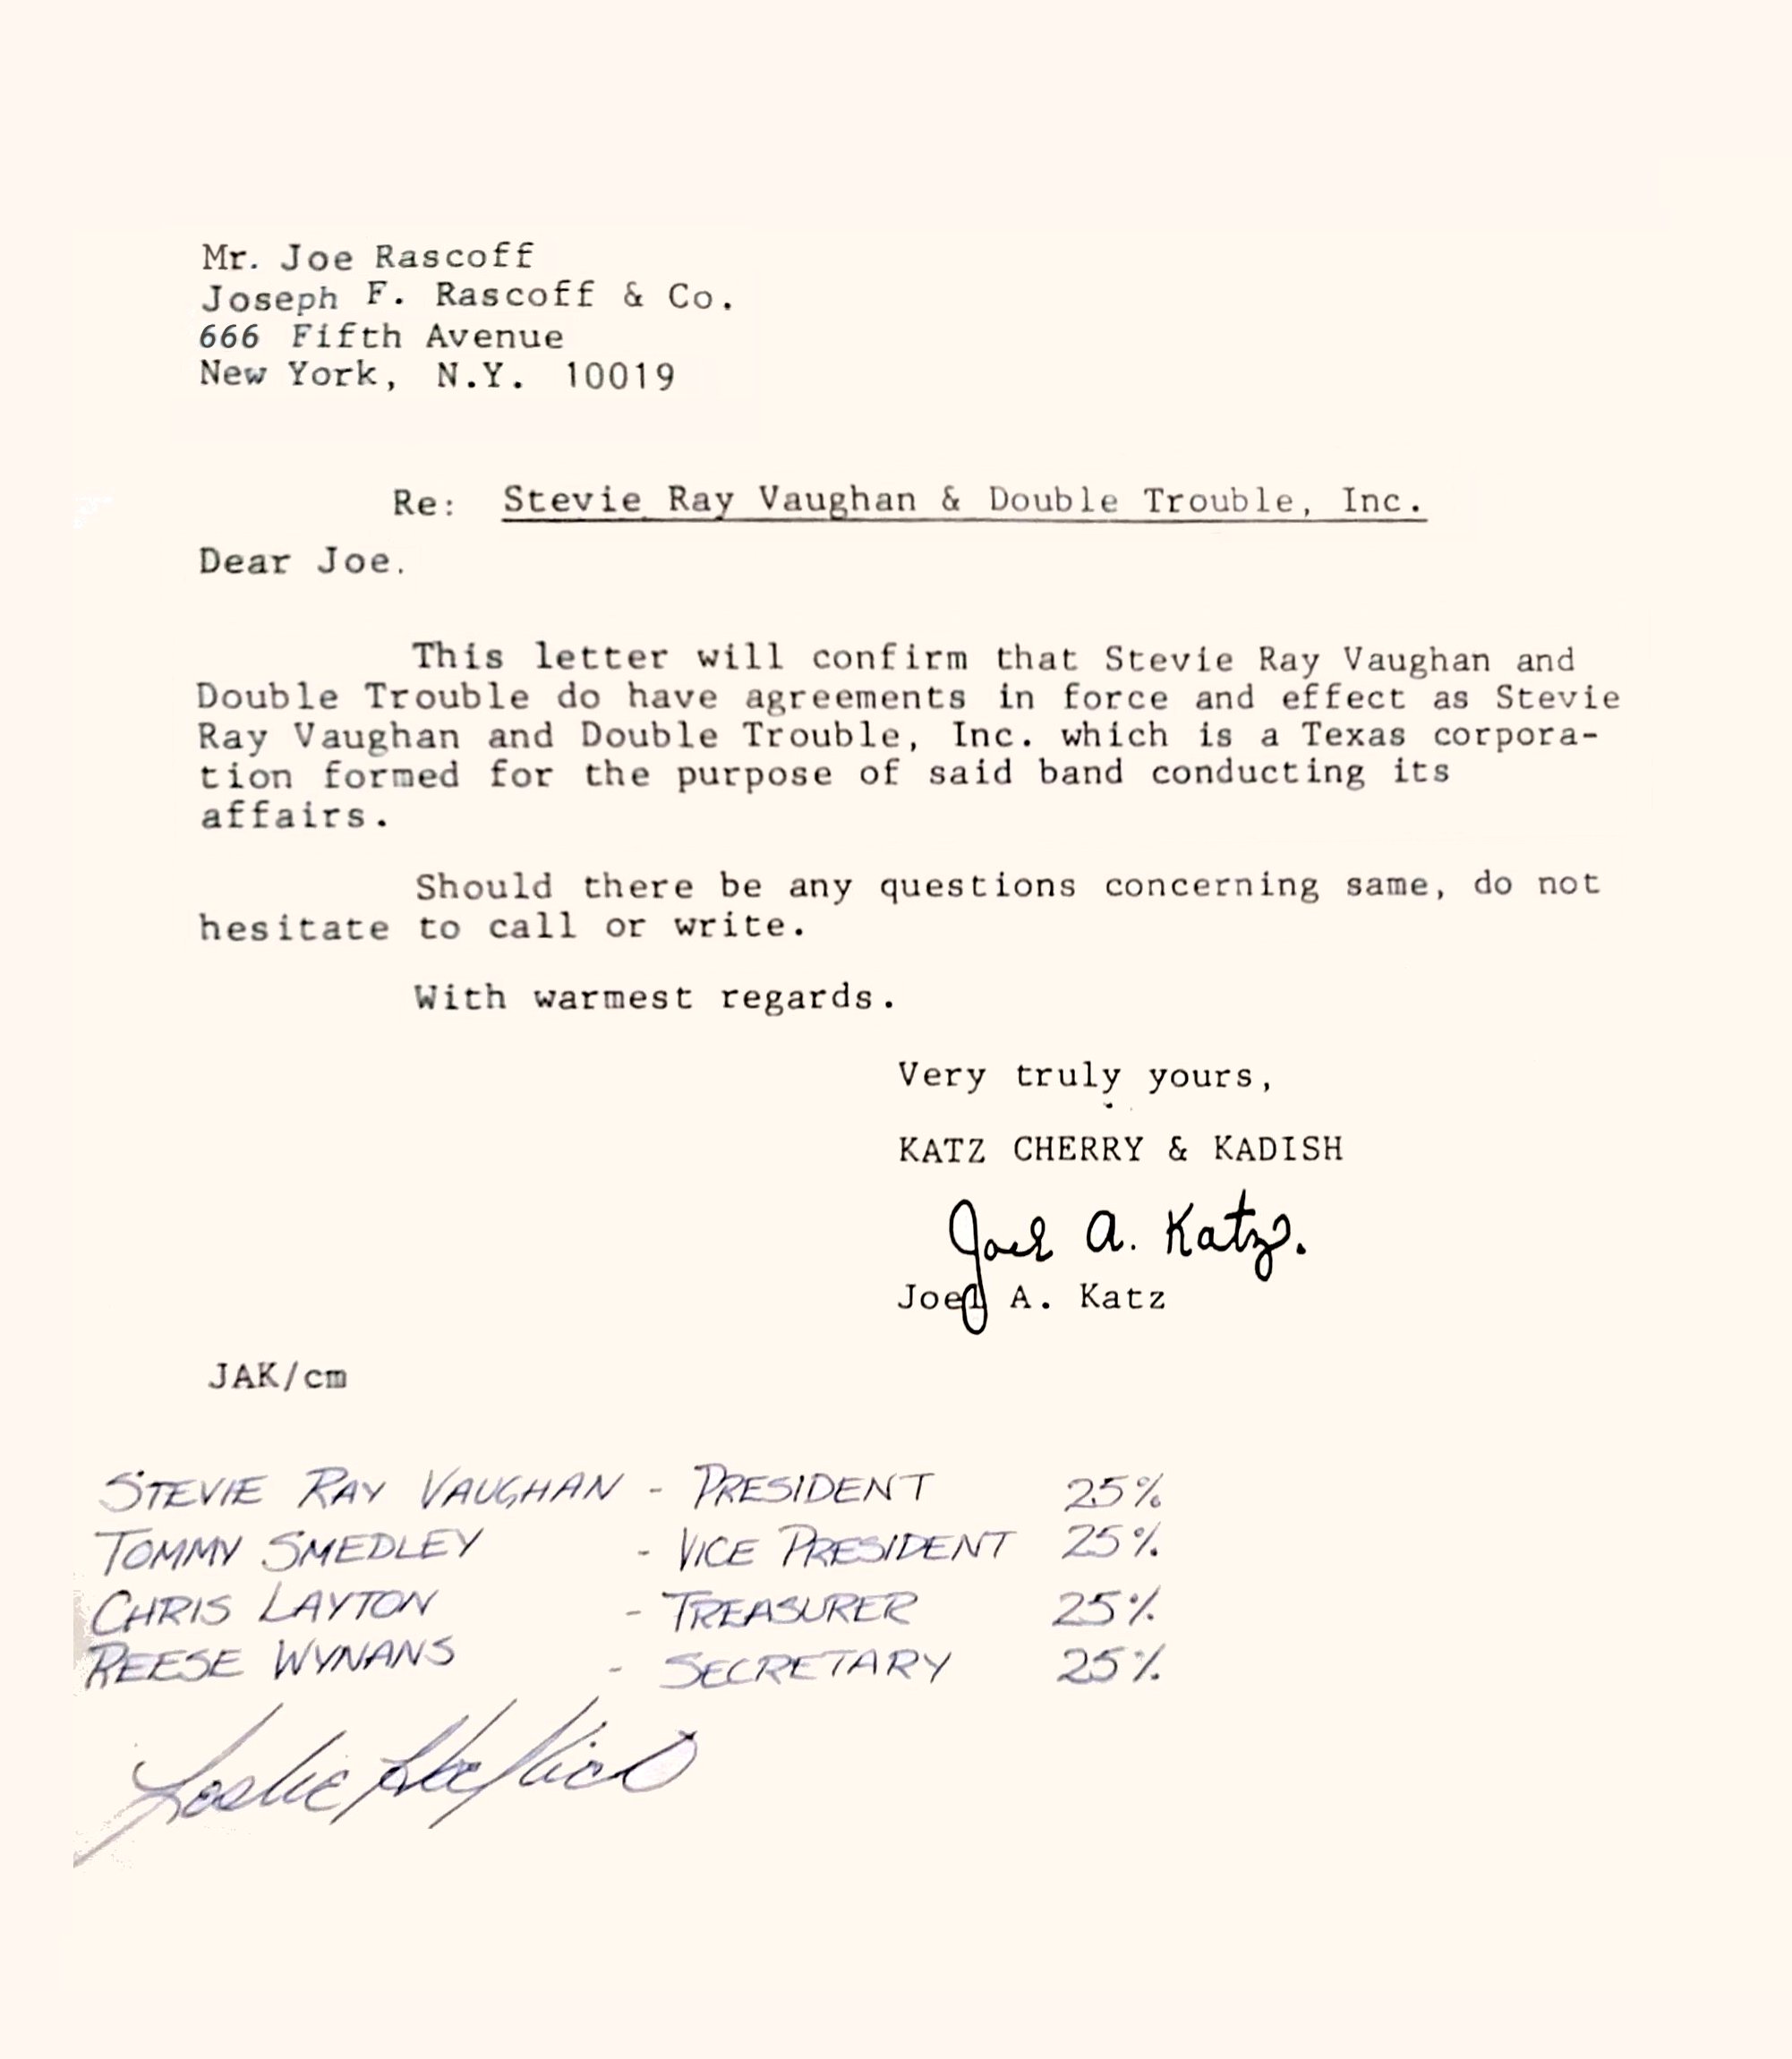 Mr. Joe Rascoff
Joseph F. Rascoff & Co.
666 Fifth Avenue
New York, N.Y. 10019
Re: Stevie Ray Vaughan & Double Trouble, Inc.
Dear Joe.
This letter will confirm that Stevie Ray Vaughan and
Double Trouble do have agreements in force and effect as Stevie
Ray Vaughan and Double Trouble, Inc. which is a Texas corpora-
tion formed for the purpose of said band conducting its
affairs.
Should there be any questions concerning same, do not
hesitate to call or write.
With warmest regards.
Very truly yours,
KATZ CHERRY & KADISH
Joel A. Katz.
Joel A. Katz
JAK/cm
STEVIE RAY VAUGHAN - PRESIDENT 25%
TOMMY SMEDLEY - VICE PRESIDENT 25%
CHRIS LAYTON - TREASURER 25%
REESE WYNANS - SECRETARY 25%
Leslie